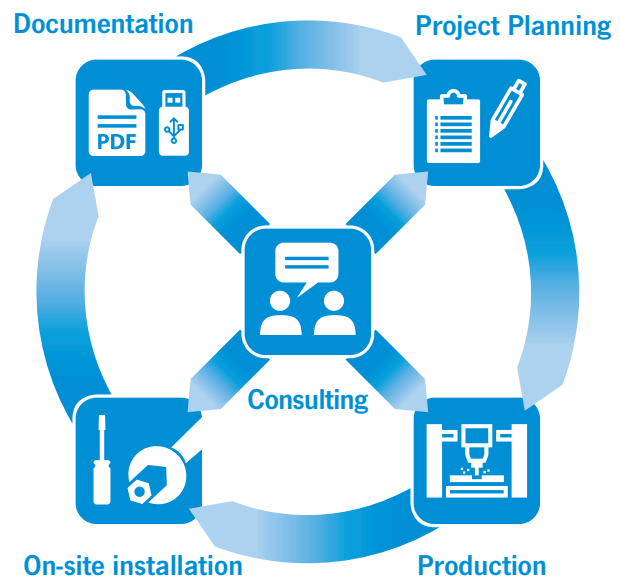 Documentation
Project Planning
PDF
Consulting
On-site installation
Production